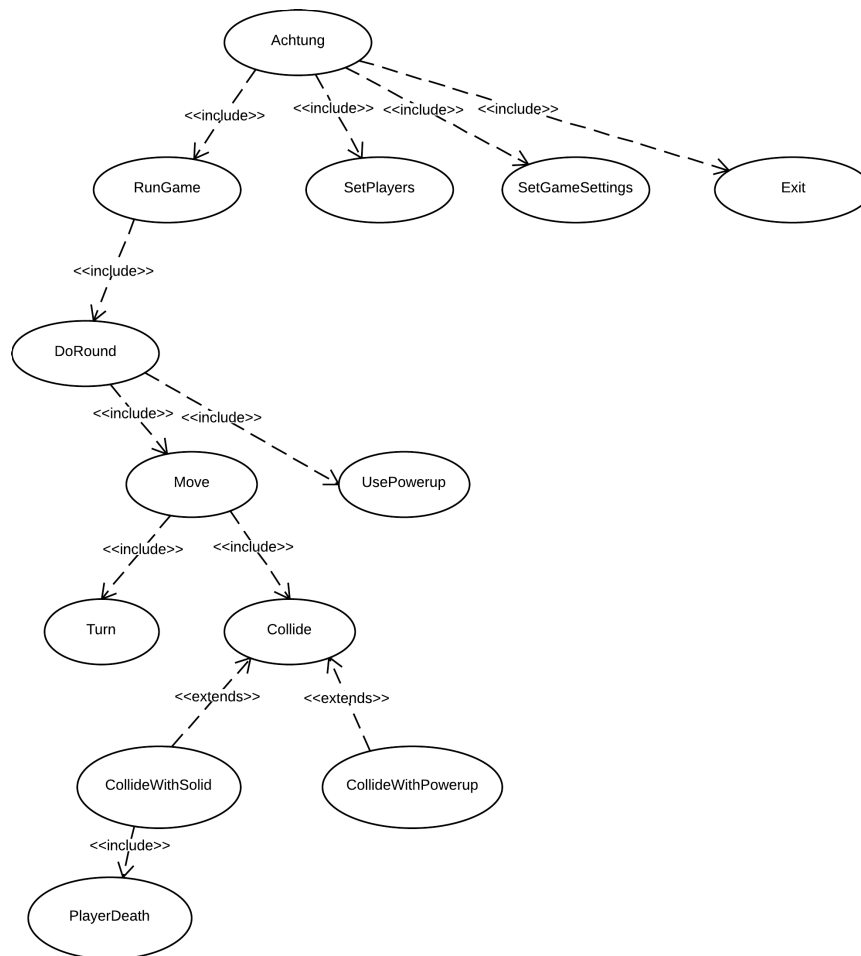 Achtung
<<include>>
<<include>>
<<include>>
<<include>>
RunGame
SetPlayers
SetGameSettings
Exit
<<include>>
DoRound
<<include>>
<<include>>
Move
UsePowerup
<<include>>
<<include>>
Turn
Collide
<<extends>>
<<extends>>
CollideWithSolid
CollideWithPowerup
<<include>>
PlayerDeath